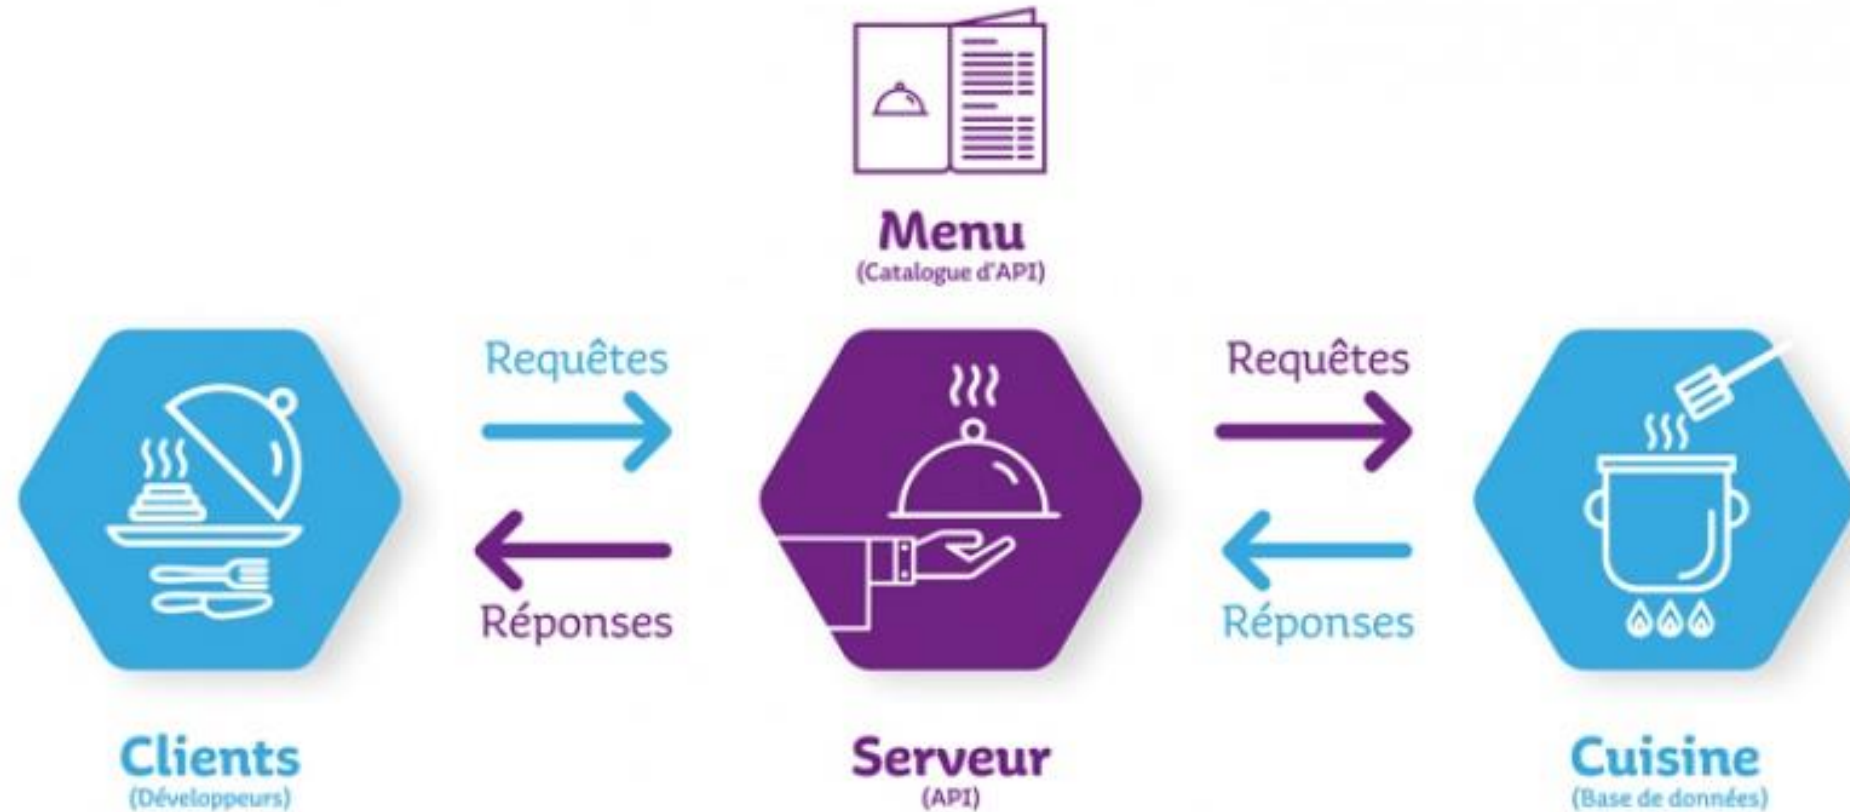 Menu
(Catalogue d'API)
Requêtes
Requêtes
Réponses
Réponses
Clients
(Développeurs)
Serveur
(API)
Cuisine
(Base de données)